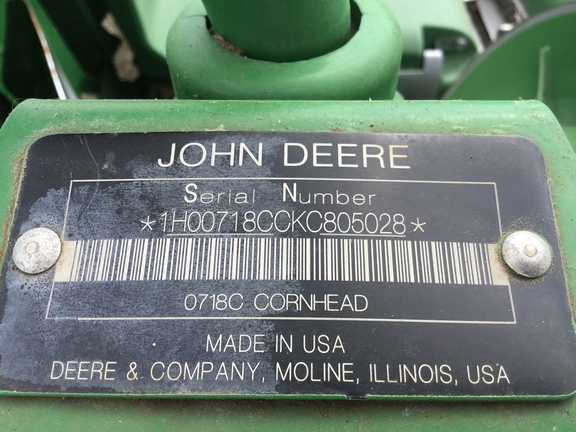 JOHN DEERE
Serial Number
*1H00718CCKC805028*
0718C CORNHEAD
MADE IN USA
DEERE & COMPANY, MOLINE, ILLINOIS, USA